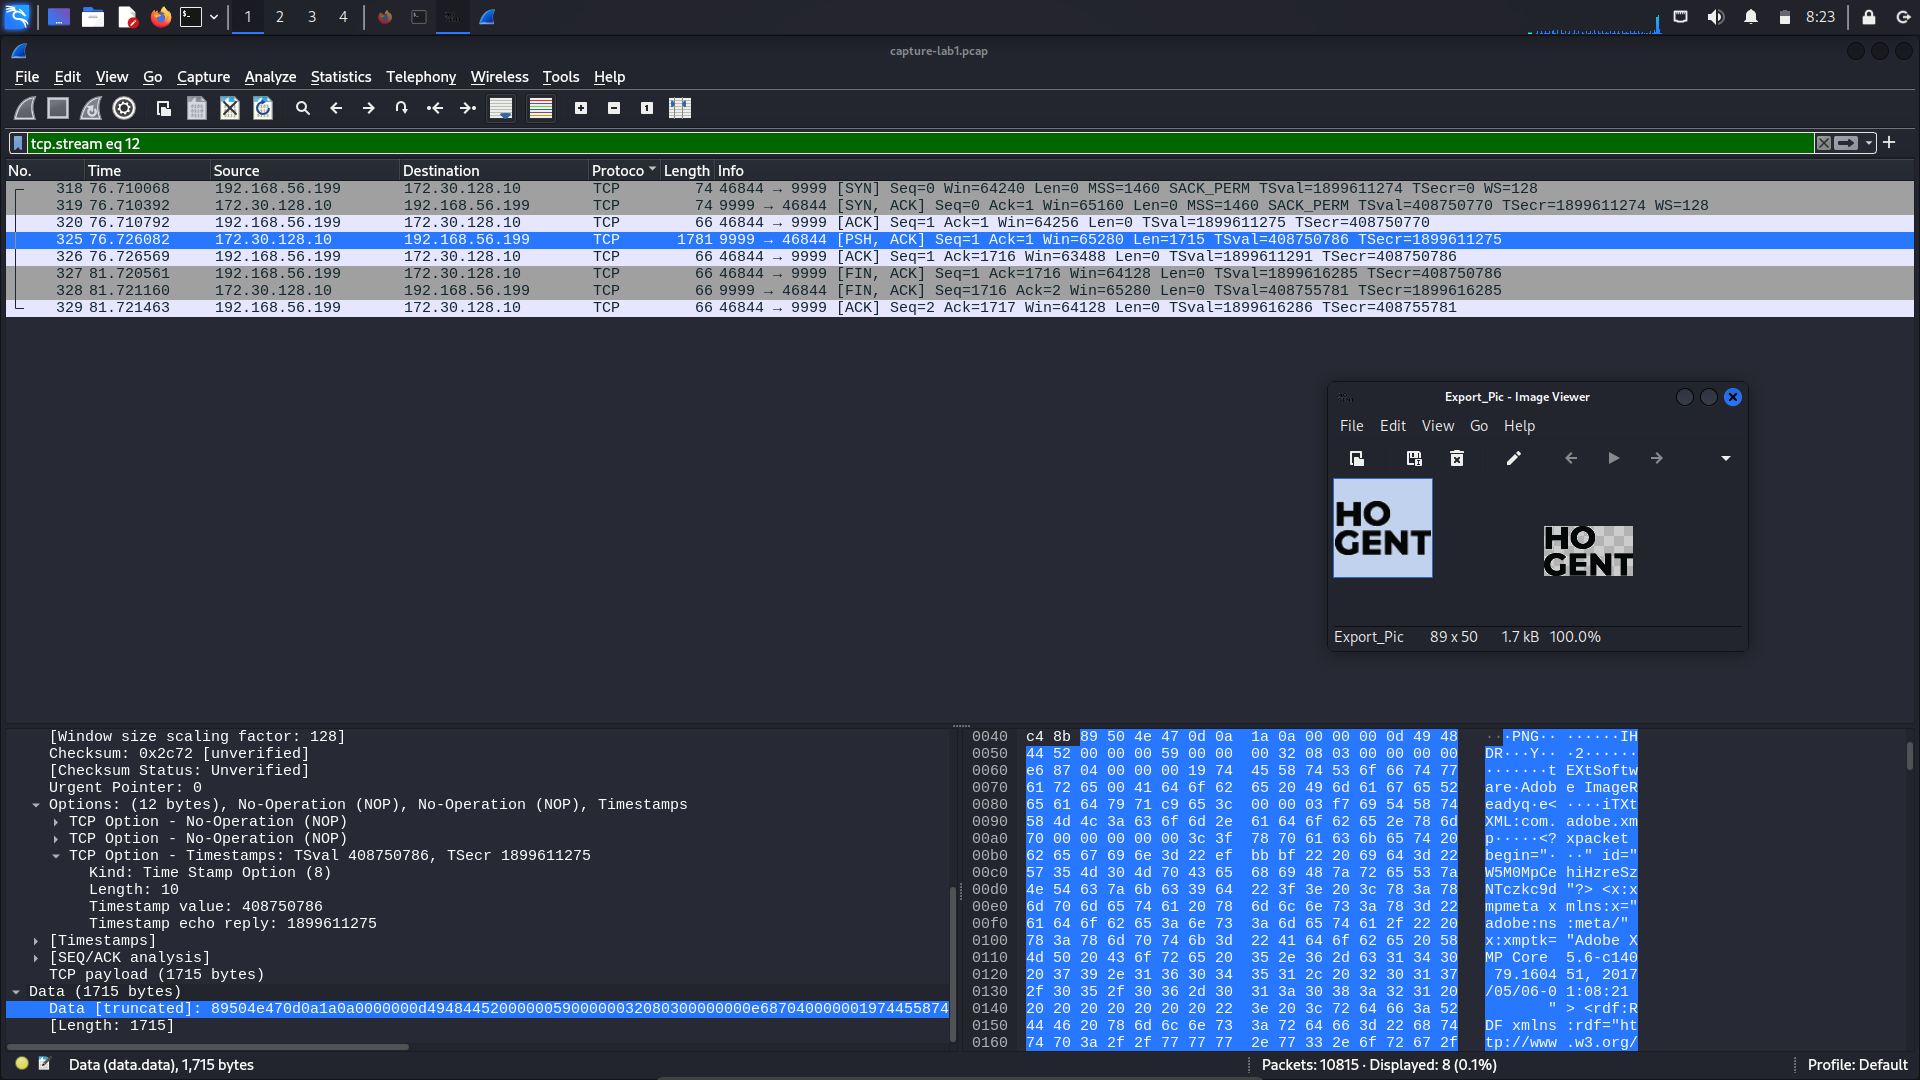 1 2 3 4 8:23
capture-lab1.pcap
File Edit View Go Capture Analyze Statistics Telephony Wireless Tools Help
tcp.stream eq 12
No. Time Source Destination Protoco Length Info
318 76.710068 192.168.56.199 172.30.128.10 TCP 74 46844 → 9999 [SYN] Seq=0 Win=64240 Len=0 MSS=1460 SACK_PERM TSval=1899611274 TSecr=0 WS=128
319 76.710392 172.30.128.10 192.168.56.199 TCP 74 9999 → 46844 [SYN, ACK] Seq=0 Ack=1 Win=65160 Len=0 MSS=1460 SACK_PERM TSval=408750770 TSecr=1899611274 WS=128
320 76.710792 192.168.56.199 172.30.128.10 TCP 66 46844 → 9999 [ACK] Seq=1 Ack=1 Win=64256 Len=0 TSval=1899611275 TSecr=408750770
325 76.726082 172.30.128.10 192.168.56.199 TCP 1781 9999 → 46844 [PSH, ACK] Seq=1 Ack=1 Win=65280 Len=1715 TSval=408750786 TSecr=1899611275
326 76.726569 192.168.56.199 172.30.128.10 TCP 66 46844 → 9999 [ACK] Seq=1 Ack=1716 Win=63488 Len=0 TSval=1899611291 TSecr=408750786
327 81.720561 192.168.56.199 172.30.128.10 TCP 66 46844 → 9999 [FIN, ACK] Seq=1 Ack=1716 Win=64128 Len=0 TSval=1899616285 TSecr=408750786
328 81.721160 172.30.128.10 192.168.56.199 TCP 66 9999 → 46844 [FIN, ACK] Seq=1716 Ack=2 Win=65280 Len=0 TSval=408755781 TSecr=1899616285
329 81.721463 192.168.56.199 172.30.128.10 TCP 66 46844 → 9999 [ACK] Seq=2 Ack=1717 Win=64128 Len=0 TSval=1899616286 TSecr=408755781
Export_Pic - Image Viewer
File Edit View Go Help
HO
GENT
HO
GENT
Export_Pic 89 x 50 1.7 kB 100.0%
[Window size scaling factor: 128]
Checksum: 0x2c72 [unverified]
[Checksum Status: Unverified]
Urgent Pointer: 0
Options: (12 bytes), No-Operation (NOP), No-Operation (NOP), Timestamps
TCP Option - No-Operation (NOP)
TCP Option - No-Operation (NOP)
TCP Option - Timestamps: TSval 408750786, TSecr 1899611275
Kind: Time Stamp Option (8)
Length: 10
Timestamp value: 408750786
Timestamp echo reply: 1899611275
[Timestamps]
[SEQ/ACK analysis]
TCP payload (1715 bytes)
Data (1715 bytes)
Data [truncated]: 89504e470d0a1a0a0000000d4948445200000059000000320803000000e6870400000019744558 74
[Length: 1715]
0040 c4 8b 89 50 4e 47 0d 0a 1a 0a 00 00 00 0d 49 48 ···PNG·· ······IH
0050 44 52 00 00 00 59 00 00 00 32 08 03 00 00 00 00 DR···Y·· ·2······
0060 e6 87 04 00 00 00 19 74 45 58 74 53 6f 66 74 77 ·······t EXtSoftw
0070 61 72 65 00 41 64 6f 62 65 20 49 6d 61 67 65 52 are·Adob e ImageR
0080 65 61 64 79 71 c9 65 3c 00 00 03 f7 69 54 58 74 eadyq·e< ····iTXt
0090 58 4d 4c 3a 63 6f 6d 2e 61 64 6f 62 65 2e 78 6d XML:com. adobe.xm
00a0 70 00 00 00 00 00 3c 3f 78 70 61 63 6b 65 74 20 p·····<? xpacket
00b0 62 65 67 69 6e 3d 22 ef bb bf 22 20 69 64 3d 22 begin="· ··" id="
00c0 57 35 4d 30 4d 70 43 65 68 69 48 7a 72 65 53 7a W5M0MpCe hiHzreSz
00d0 4e 54 63 7a 6b 63 39 64 22 3f 3e 20 3c 78 3a 78 NTczkc9d "?> <x:x
00e0 6d 70 6d 65 74 61 20 78 6d 6c 6e 73 3a 78 3d 22 mpmeta x mlns:x="
00f0 61 64 6f 62 65 3a 6e 73 3a 6d 65 74 61 2f 22 20 adobe:ns :meta/"
0100 78 3a 78 6d 70 74 6b 3d 22 41 64 6f 62 65 20 58 x:xmptk= "Adobe X
0110 4d 50 20 43 6f 72 65 20 35 2e 36 2d 63 31 34 30 MP Core 5.6-c140
0120 20 37 39 2e 31 36 30 34 35 31 2c 20 32 30 31 37 79.1604 51, 2017
0130 2f 30 35 2f 30 36 2d 30 31 3a 30 38 3a 32 31 20 /05/06-0 1:08:21
0140 20 20 20 20 20 20 20 22 3e 20 3c 72 64 66 3a 52 " > <rdf:R
0150 44 46 20 78 6d 6c 6e 73 3a 72 64 66 3d 22 68 74 DF xmlns :rdf="ht
0160 74 70 3a 2f 2f 77 77 77 2e 77 33 2e 6f 72 67 2f tp://www .w3.org/
Data (data.data), 1,715 bytes Packets: 10815 · Displayed: 8 (0.1%) Profile: Default